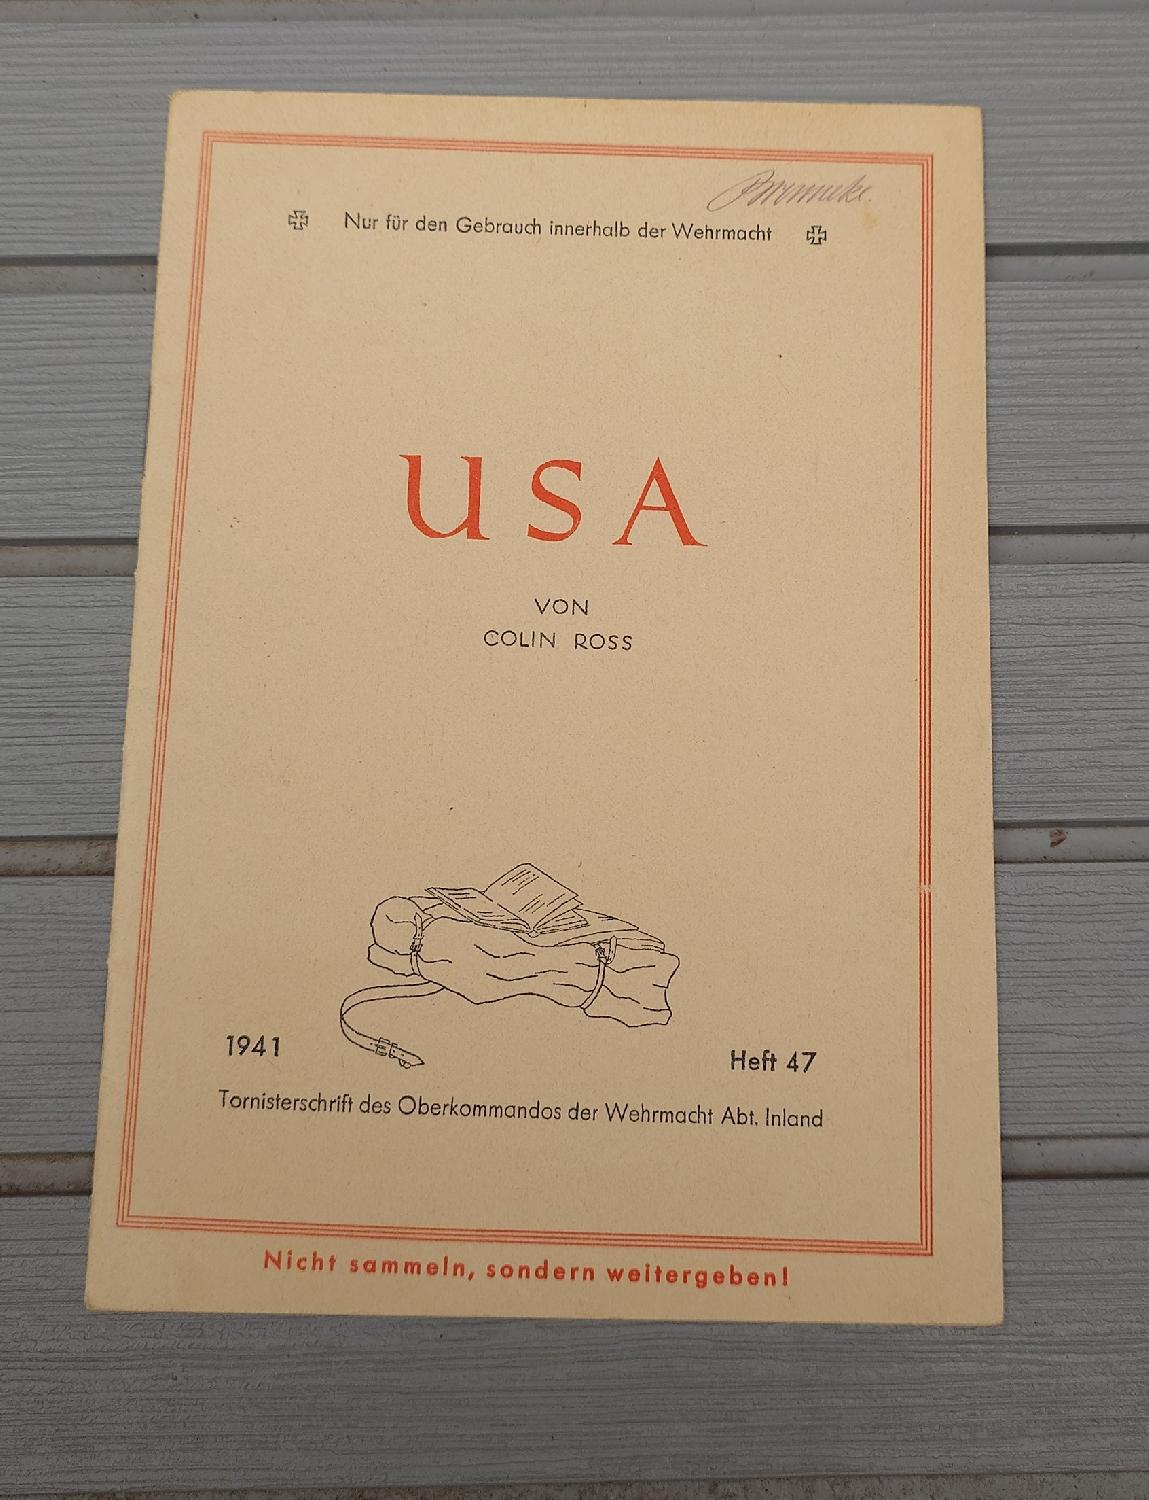 Nur für den Gebrauch innerhalb der Wehrmacht
USA
VON
COLIN ROSS
1941
Heft 47
Tornisterschrift des Oberkommandos der Wehrmacht Abt. Inland
Nicht sammeln, sondern weitergeben!